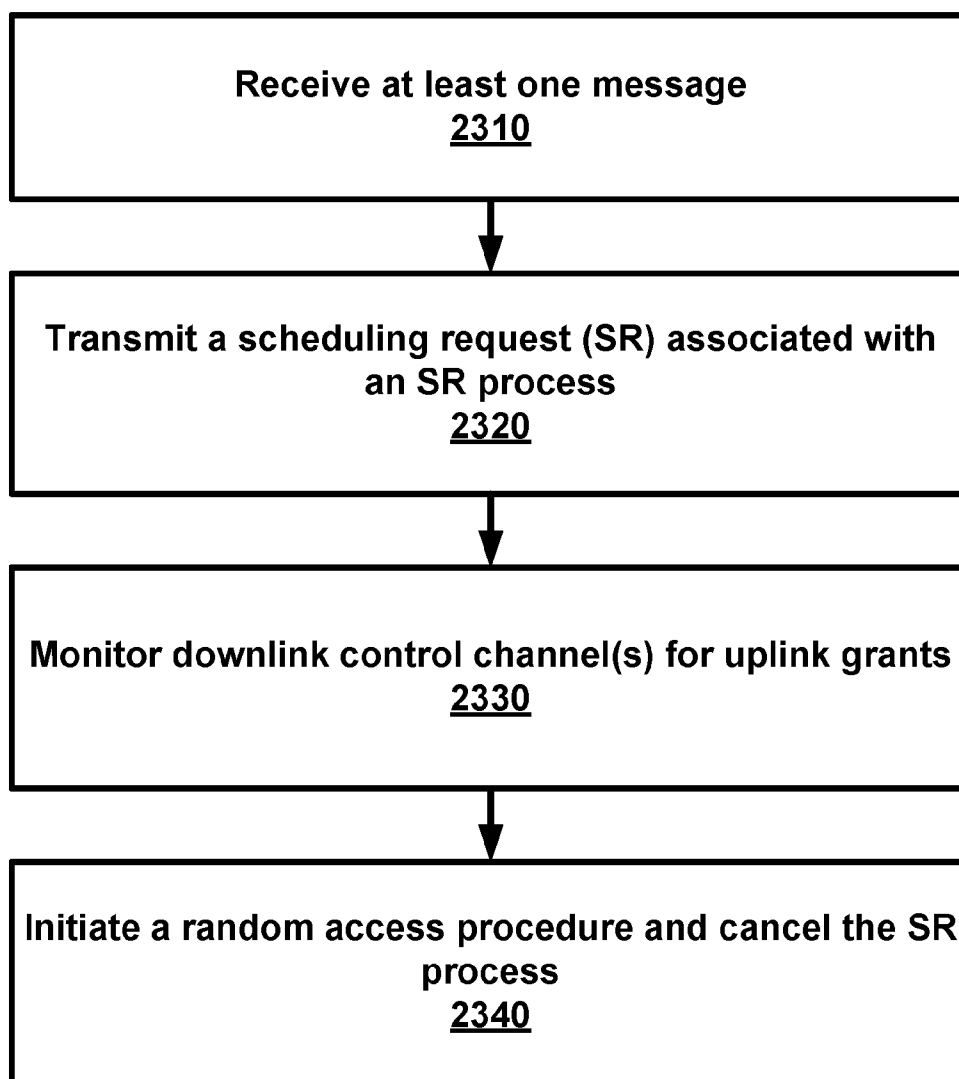 Receive at least one message
2310
Transmit a scheduling request (SR) associated with
an SR process
2320
Monitor downlink control channel(s) for uplink grants
2330
Initiate a random access procedure and cancel the SR
process
2340